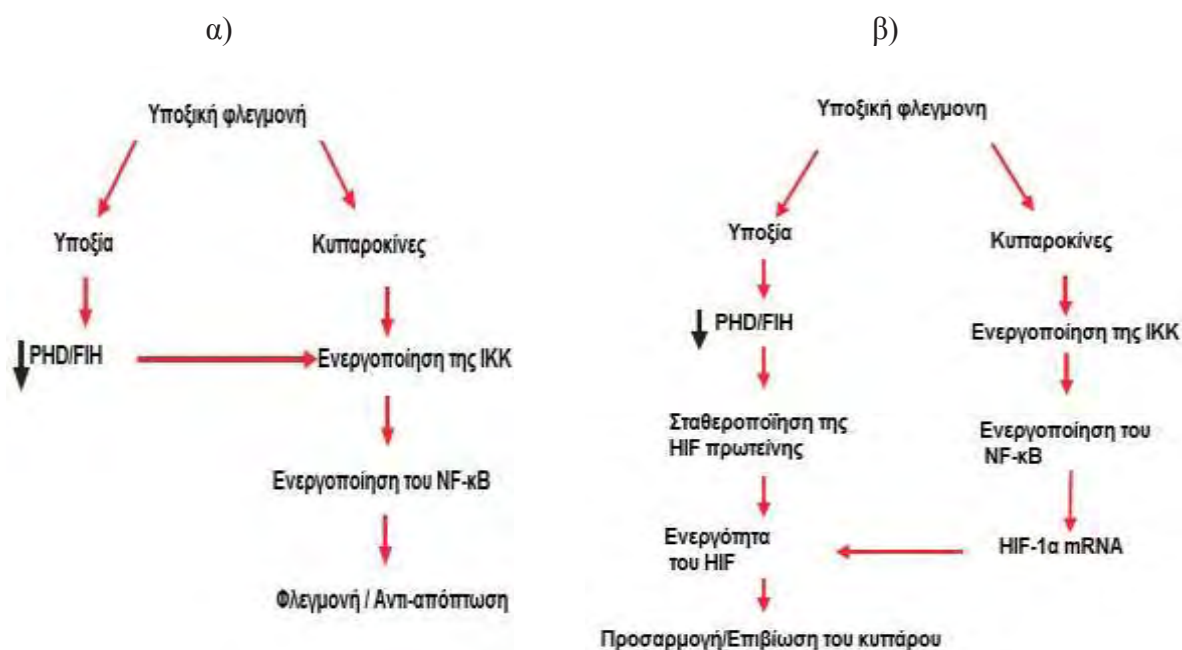 α)
Υποξική φλεγμονή
Υποξία
Κυτταροκίνες
PHD/FIH
Ενεργοποίηση της IKK
Ενεργοποίηση του NF-κB
Φλεγμονή / Αντι-απόπτωση
β)
Υποξική φλεγμονη
Υποξία
Κυτταροκίνες
PHD/FIH
Ενεργοποίηση της IKK
Σταθεροποϊηση της
HIF πρωτεϊνης
Ενεργοποίηση του
NF-κB
Ενεργότητα
του HIF
HIF-1α mRNA
Προσαρμογή/Επιβίωση του κυττάρου